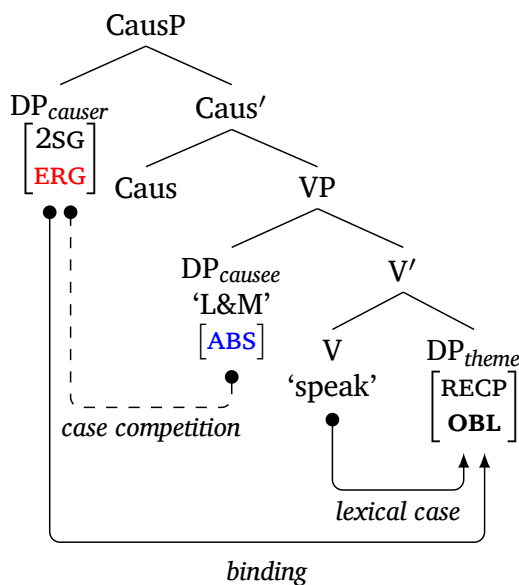 CausP
DP causer Caus′
[2SG
ERG]
Caus VP
DP causee V′
‘L&M’
[ABS]
V DP theme
‘speak’ [RECP
OBL]
case competition
lexical case
binding